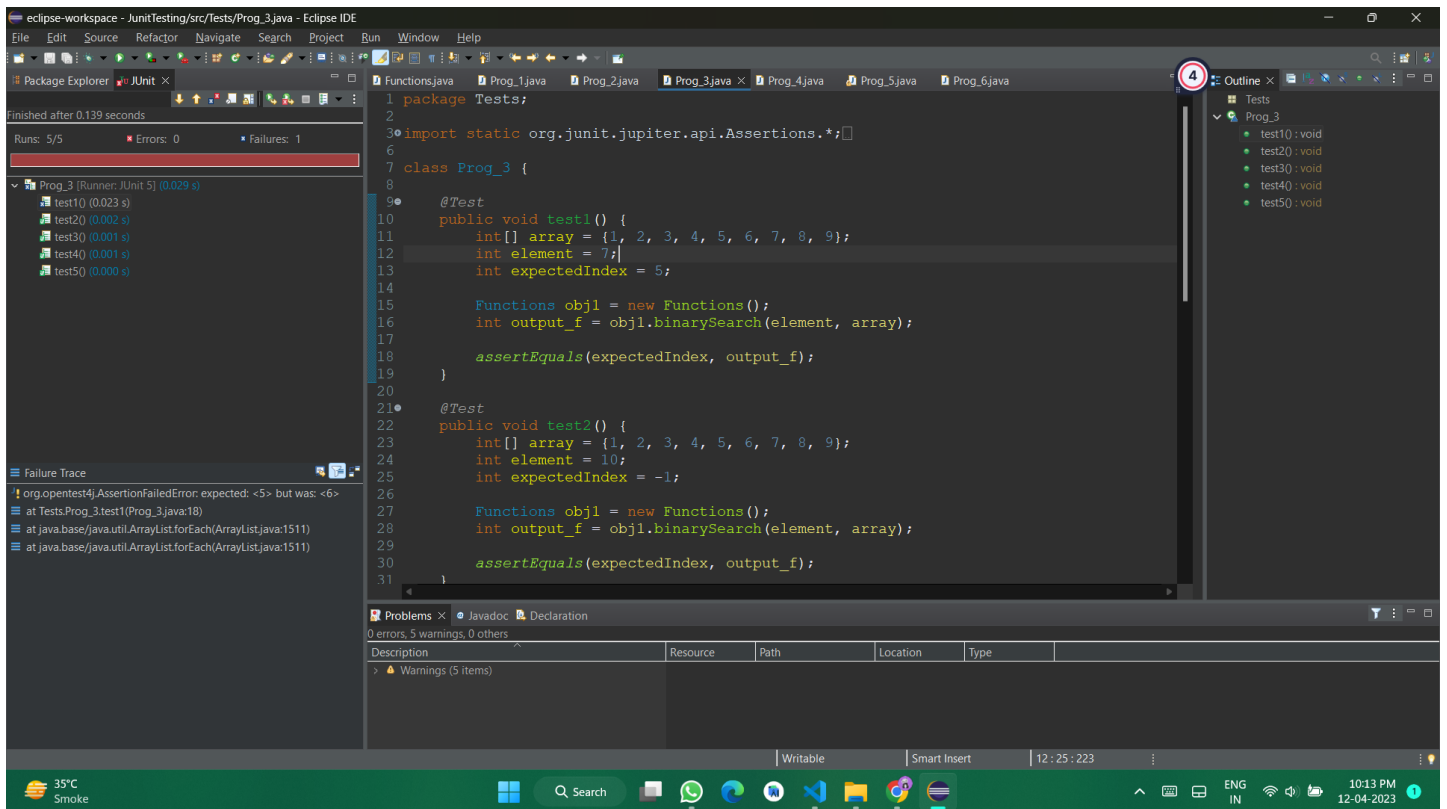 eclipse-workspace - JunitTesting/src/Tests/Prog_3.java - Eclipse IDE
File Edit Source Refactor Navigate Search Project Run Window Help
Package Explorer JUnit
Finished after 0.139 seconds
Runs: 5/5 Errors: 0 Failures: 1
Prog_3 [Runner: JUnit 5] (0.029 s)
test1() (0.023 s)
test2() (0.002 s)
test3() (0.001 s)
test4() (0.001 s)
test5() (0.000 s)
Failure Trace
org.opentest4j.AssertionFailedError: expected: <5> but was: <6>
at Tests.Prog_3.test1(Prog_3.java:18)
at java.base/java.util.ArrayList.forEach(ArrayList.java:1511)
at java.base/java.util.ArrayList.forEach(ArrayList.java:1511)
Functions.java Prog_1.java Prog_2.java Prog_3.java Prog_4.java Prog_5.java Prog_6.java
1 package Tests;
2
3 import static org.junit.jupiter.api.Assertions.*;
6
7 class Prog_3 {
8
9 @Test
10 public void test1() {
11 int[] array = {1, 2, 3, 4, 5, 6, 7, 8, 9};
12 int element = 7;
13 int expectedIndex = 5;
14
15 Functions obj1 = new Functions();
16 int output_f = obj1.binarySearch(element, array);
17
18 assertEquals(expectedIndex, output_f);
19 }
20
21 @Test
22 public void test2() {
23 int[] array = {1, 2, 3, 4, 5, 6, 7, 8, 9};
24 int element = 10;
25 int expectedIndex = -1;
26
27 Functions obj1 = new Functions();
28 int output_f = obj1.binarySearch(element, array);
29
30 assertEquals(expectedIndex, output_f);
31 }
4
Outline
Tests
Prog_3
test1() : void
test2() : void
test3() : void
test4() : void
test5() : void
Problems Javadoc Declaration
0 errors, 5 warnings, 0 others
Description Resource Path Location Type
Warnings (5 items)
Writable Smart Insert 12 : 25 : 223
35°C
Smoke
Search
ENG
IN
10:13 PM
12-04-2023
1